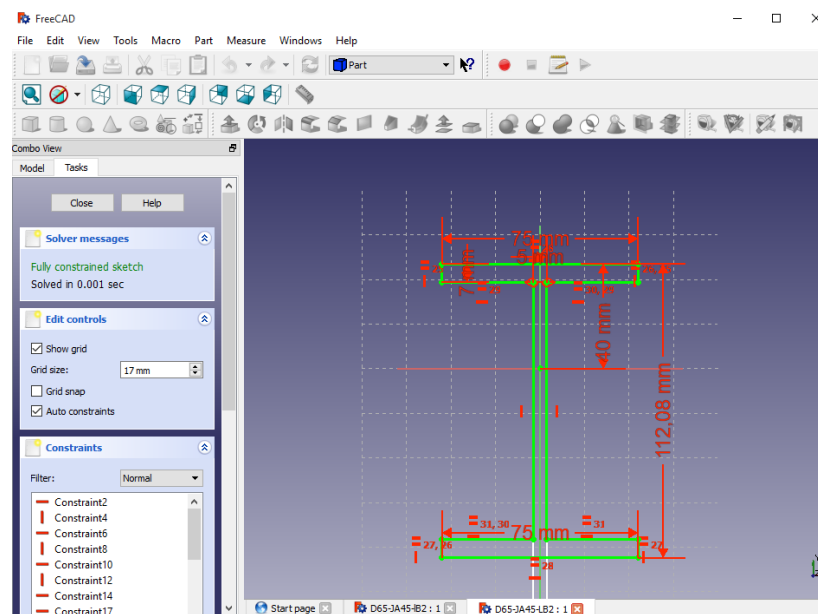 FreeCAD
File Edit View Tools Macro Part Measure Windows Help
Part
Combo View
Model Tasks
Close Help
Solver messages
Fully constrained sketch
Solved in 0.001 sec
Edit controls
Show grid
Grid size: 17 mm
Grid snap
Auto constraints
Constraints
Filter: Normal
Constraint2
Constraint4
Constraint6
Constraint8
Constraint10
Constraint12
Constraint14
Constraint17
75 mm
40 mm
112,08 mm
31, 30
75 mm
31
27, 26
27
28
Start page D65-JA45-IB2 : 1 D65-JA45-LB2 : 1